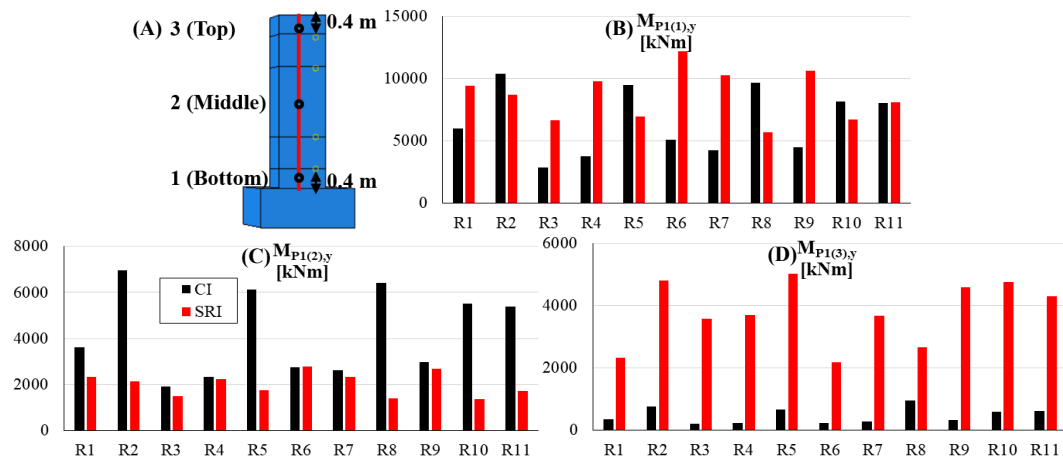 (A) 3 (Top)
0.4 m
2 (Middle)
1 (Bottom)
0.4 m
(B) M_P1(1),y
[kNm]
15000
10000
5000
0
R1 R2 R3 R4 R5 R6 R7 R8 R9 R10 R11
(C) M_P1(2),y
[kNm]
8000
6000
4000
2000
0
CI
SRI
R1 R2 R3 R4 R5 R6 R7 R8 R9 R10 R11
(D) M_P1(3),y
[kNm]
6000
4000
2000
0
R1 R2 R3 R4 R5 R6 R7 R8 R9 R10 R11